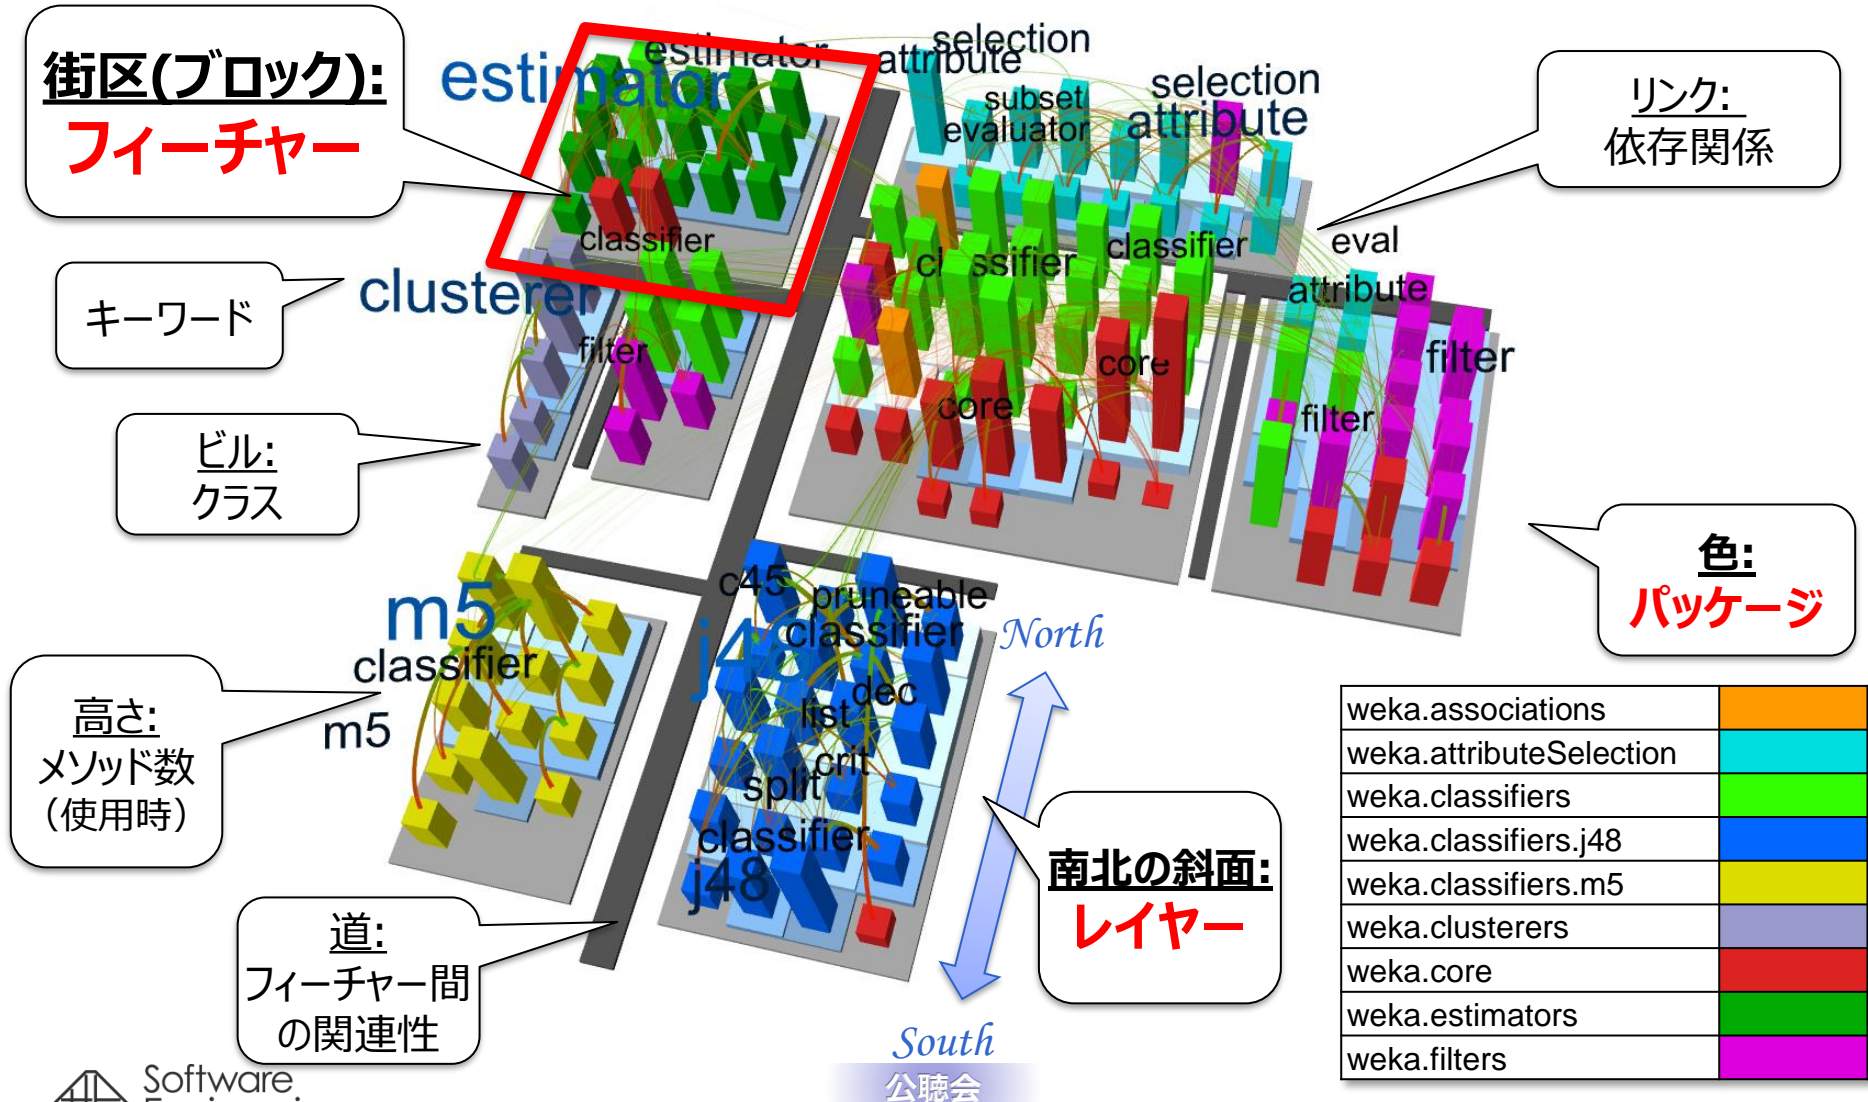 街区(ブロック):
フィーチャー
estimator
estimator
selection
attribute
subset
evaluator
selection
attribute
リンク:
依存関係
classifier
classifier
classifier
eval
attribute
キーワード
clusterer
filter
core
core
filter
filter
ビル:
クラス
色:
パッケージ
m5
classifier
m5
c45
pruneable
classifier
j48
dec
list
crit
split
classifier
j48
North
高さ:
メソッド数
（使用時）
南北の斜面:
レイヤー
道:
フィーチャー間
の関連性
South
公聴会
weka.associations
weka.attributeSelection
weka.classifiers
weka.classifiers.j48
weka.classifiers.m5
weka.clusterers
weka.core
weka.estimators
weka.filters
Software